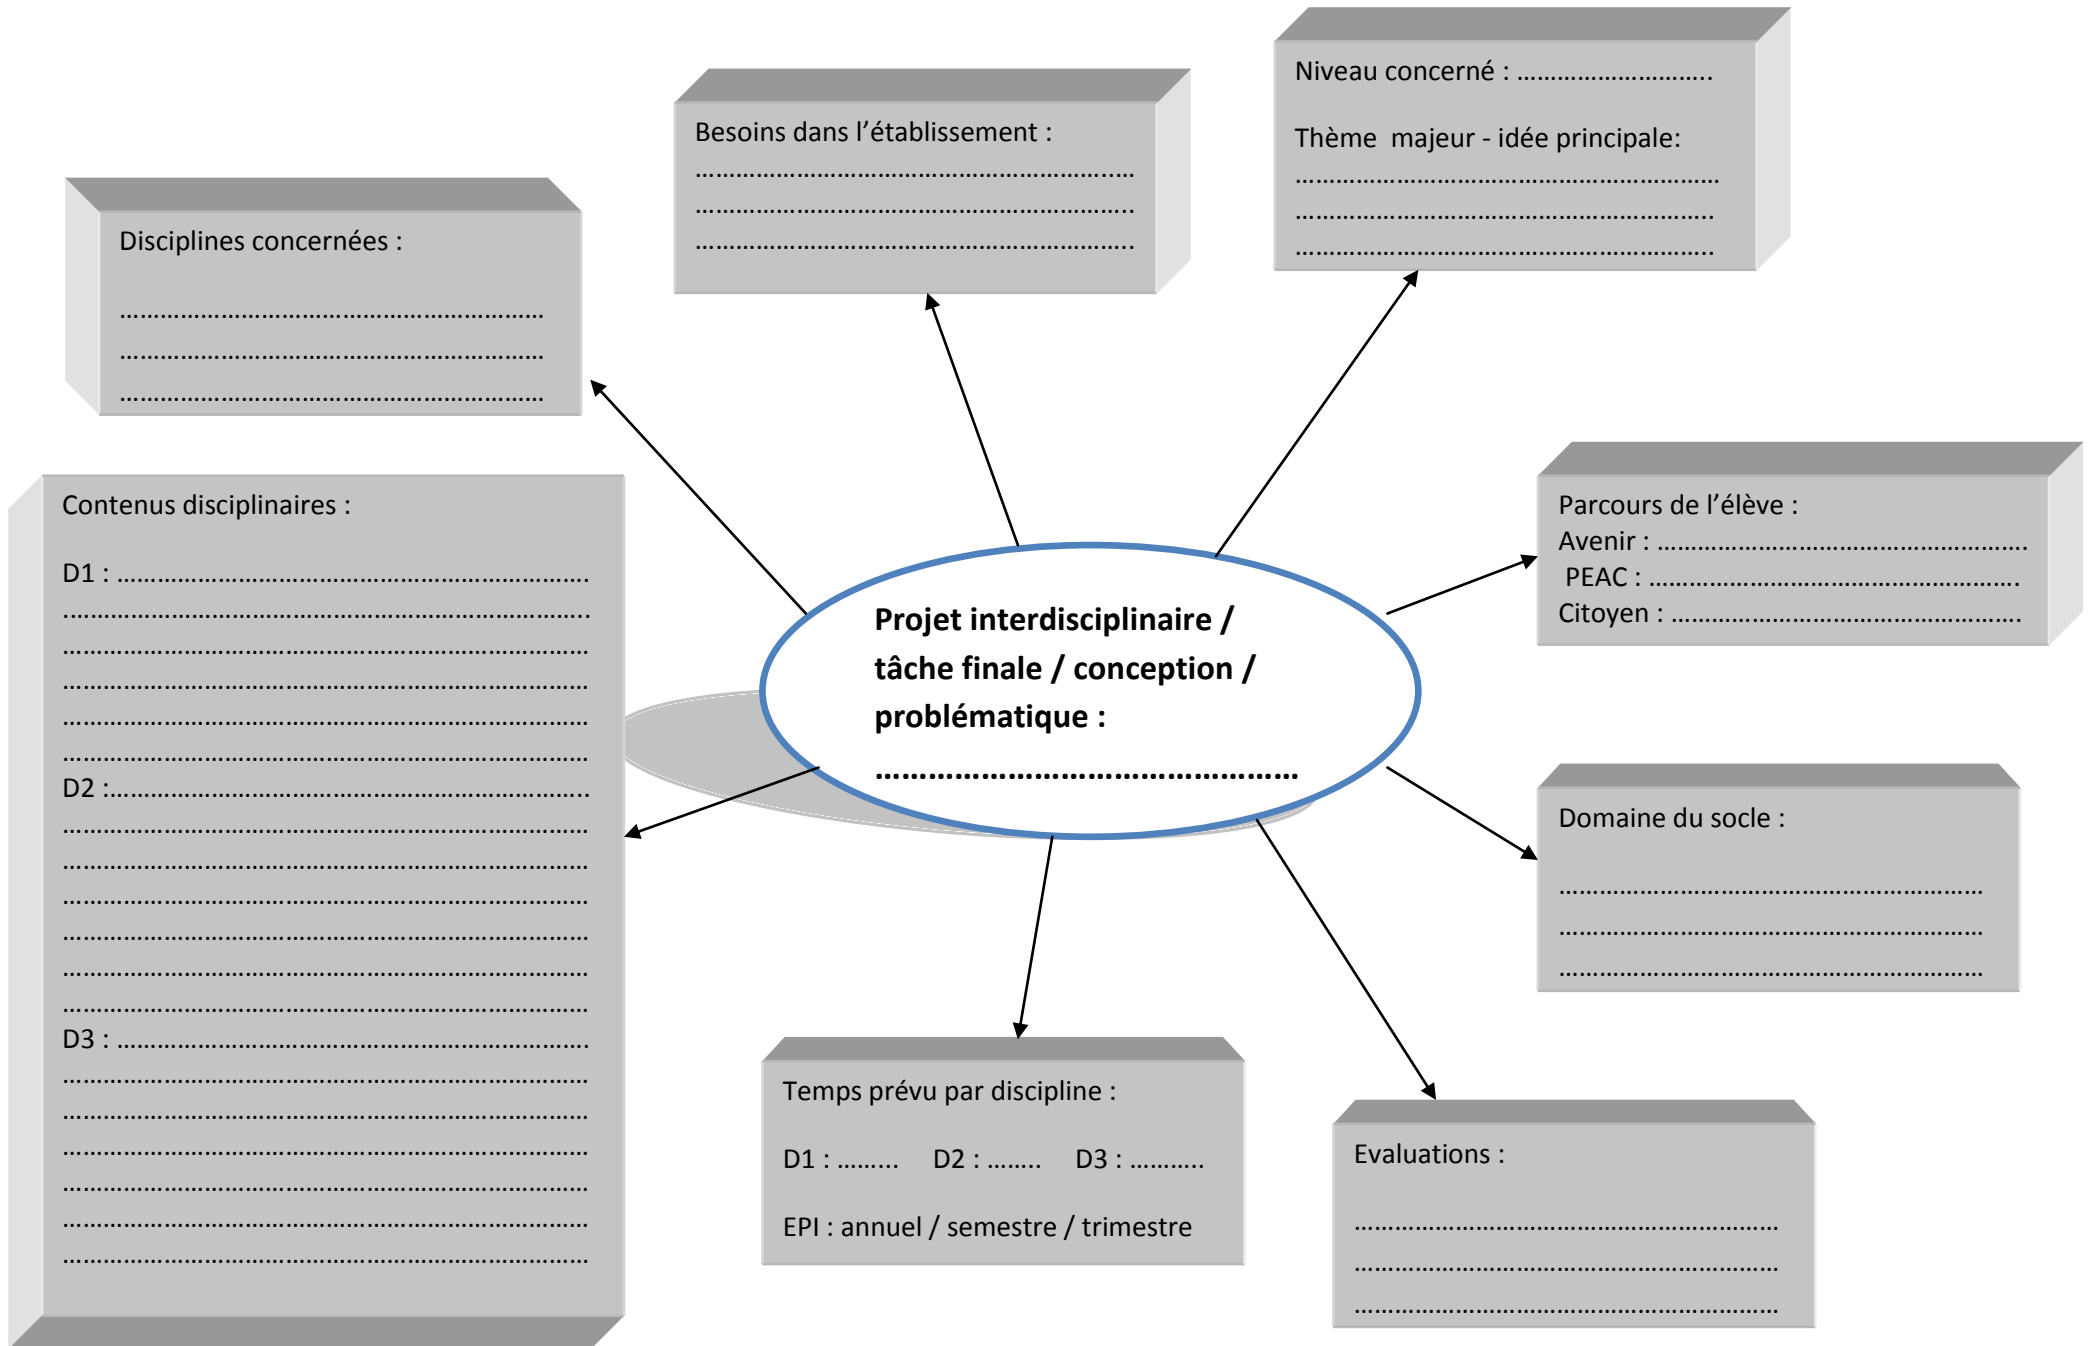 Niveau concerné : ………………………..
Thème  majeur - idée principale:
………………………………………………………
……………………………………………………..
……………………………………………………..
Besoins dans l’établissement :
……………………………………………………..…
………………………………………………………..
………………………………………………………..
Disciplines concernées :
………………………………………………………
………………………………………………………
………………………………………………………
Contenus disciplinaires :
D1 : …………………………………………………………….
……………………………………………………………………..
……………………………………………………………………
……………………………………………………………………
……………………………………………………………………
……………………………………………………………………
D2 :……………………………………………………………..
……………………………………………………………………
……………………………………………………………………
……………………………………………………………………
……………………………………………………………………
……………………………………………………………………
……………………………………………………………………
D3 : …………………………………………………………….
……………………………………………………………………
……………………………………………………………………
……………………………………………………………………
……………………………………………………………………
……………………………………………………………………
……………………………………………………………………
Projet interdisciplinaire /
tâche finale / conception /
problématique :
…………………………………………
Parcours de l’élève :
Avenir : ……………………………………………….
PEAC : ……………………………………………….
Citoyen : …………………………………………….
Domaine du socle :
………………………………………………………
………………………………………………………
………………………………………………………
Temps prévu par discipline :
D1 : ……... D2 : …….. D3 : ………..
EPI : annuel / semestre / trimestre
Evaluations :
………………………………………………………
………………………………………………………
………………………………………………………